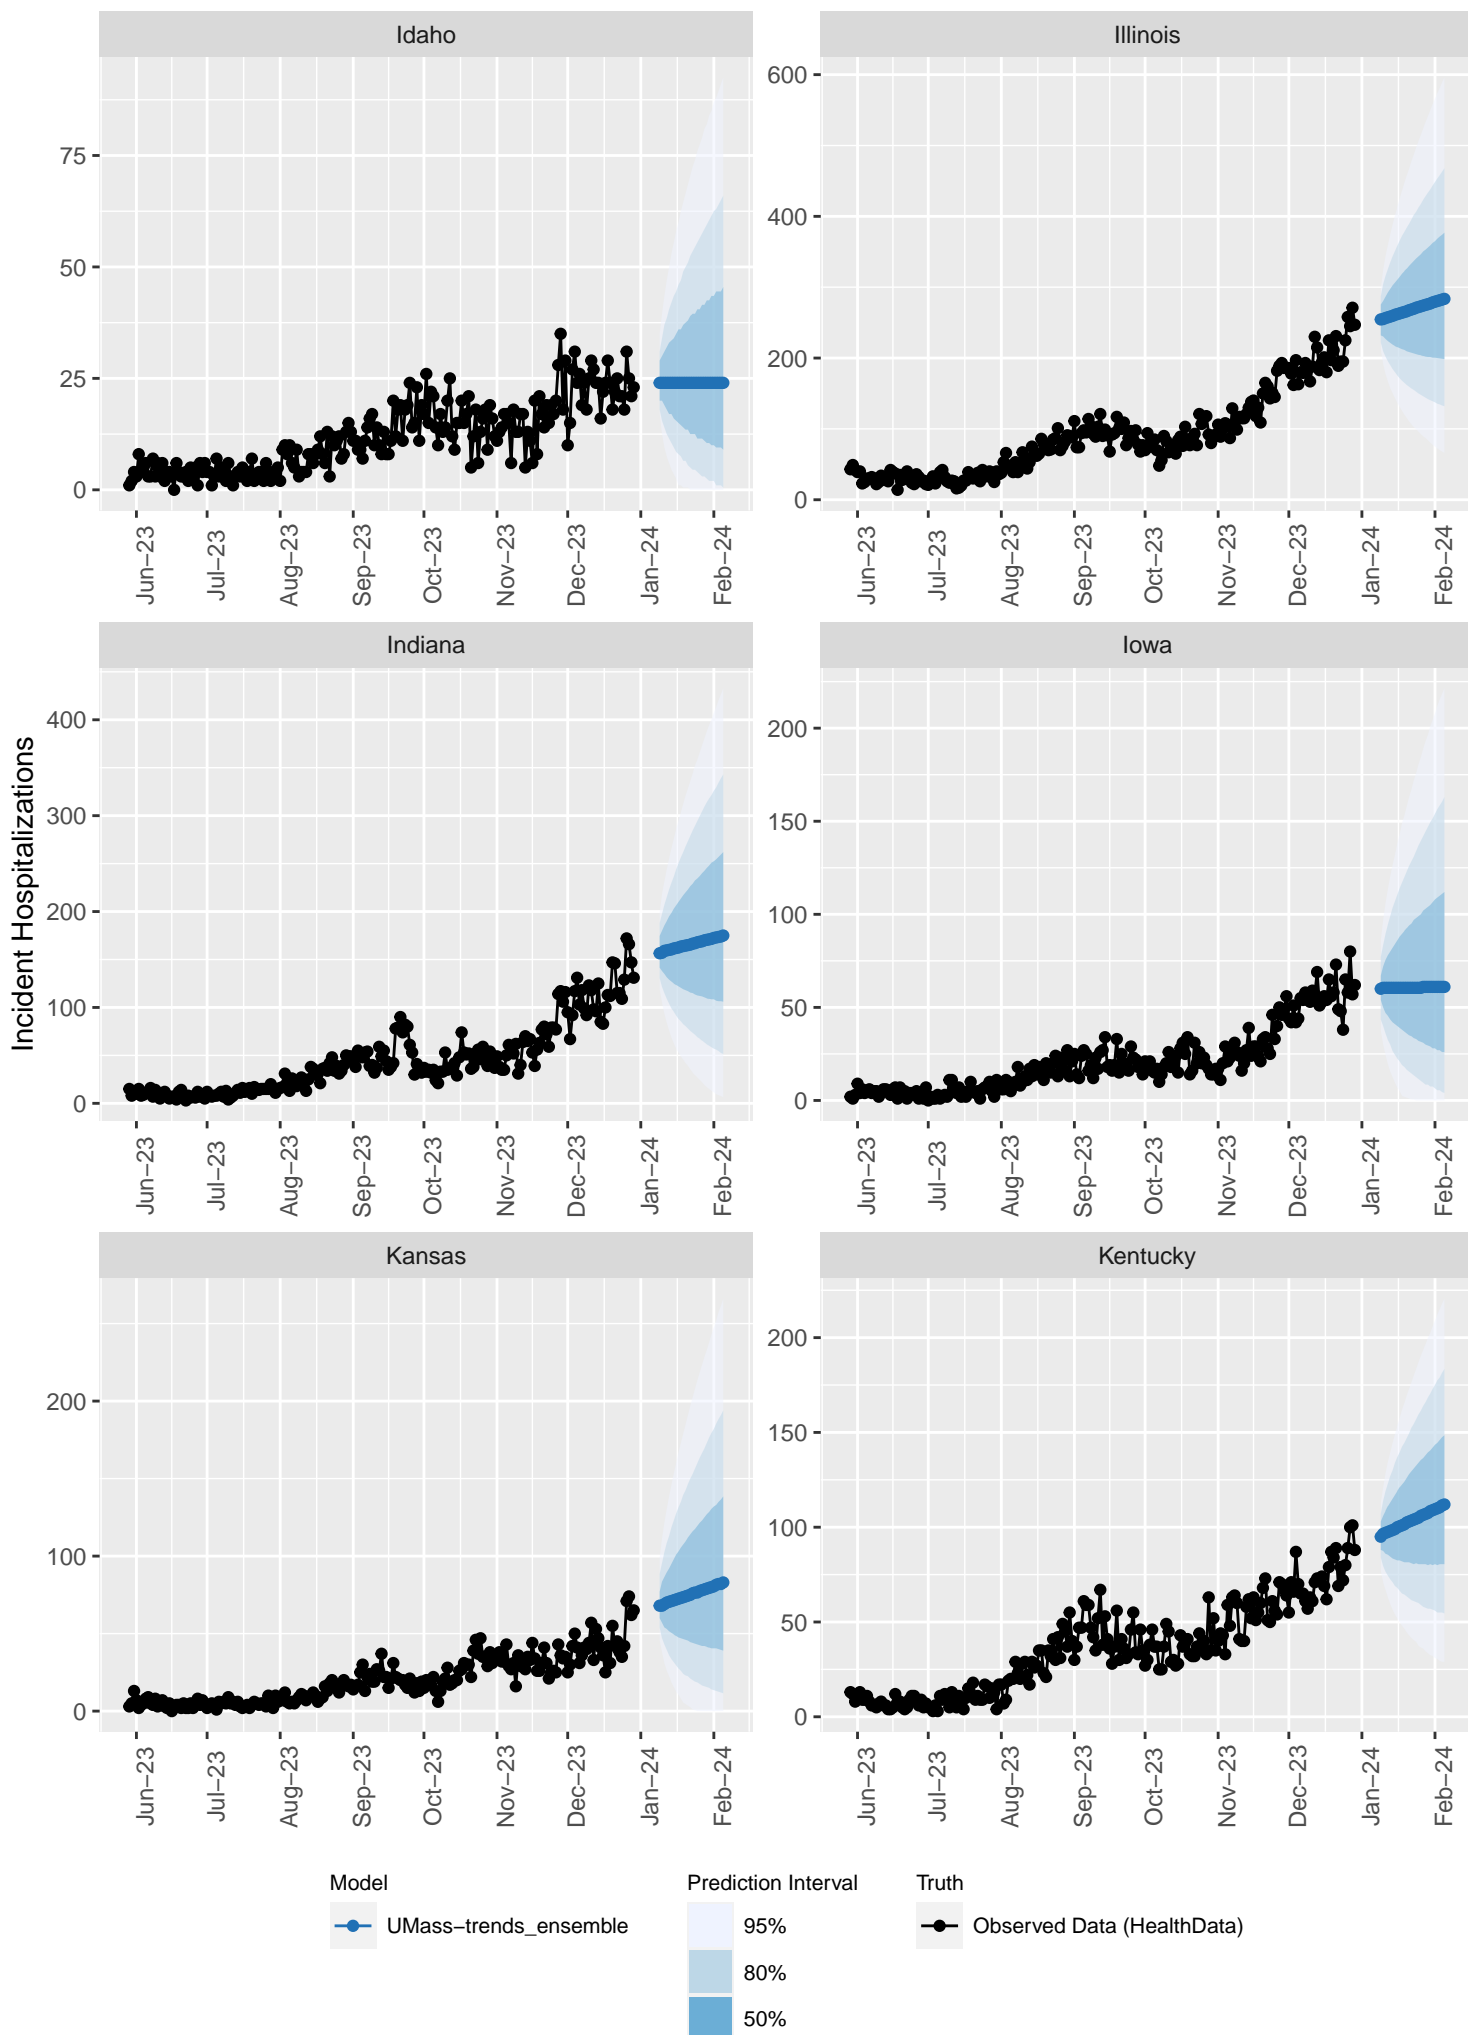 Idaho
Illinois
75
50
25
0
600
400
200
0
Jun−23
Jul−23
Aug−23
Sep−23
Oct−23
Nov−23
Dec−23
Jan−24
Feb−24
Jun−23
Jul−23
Aug−23
Sep−23
Oct−23
Nov−23
Dec−23
Jan−24
Feb−24
Indiana
Iowa
Incident Hospitalizations
400
300
200
100
0
200
150
100
50
0
Jun−23
Jul−23
Aug−23
Sep−23
Oct−23
Nov−23
Dec−23
Jan−24
Feb−24
Jun−23
Jul−23
Aug−23
Sep−23
Oct−23
Nov−23
Dec−23
Jan−24
Feb−24
Kansas
Kentucky
200
100
0
200
150
100
50
0
Jun−23
Jul−23
Aug−23
Sep−23
Oct−23
Nov−23
Dec−23
Jan−24
Feb−24
Jun−23
Jul−23
Aug−23
Sep−23
Oct−23
Nov−23
Dec−23
Jan−24
Feb−24
Model
UMass−trends_ensemble
Prediction Interval
95%
80%
50%
Truth
Observed Data (HealthData)